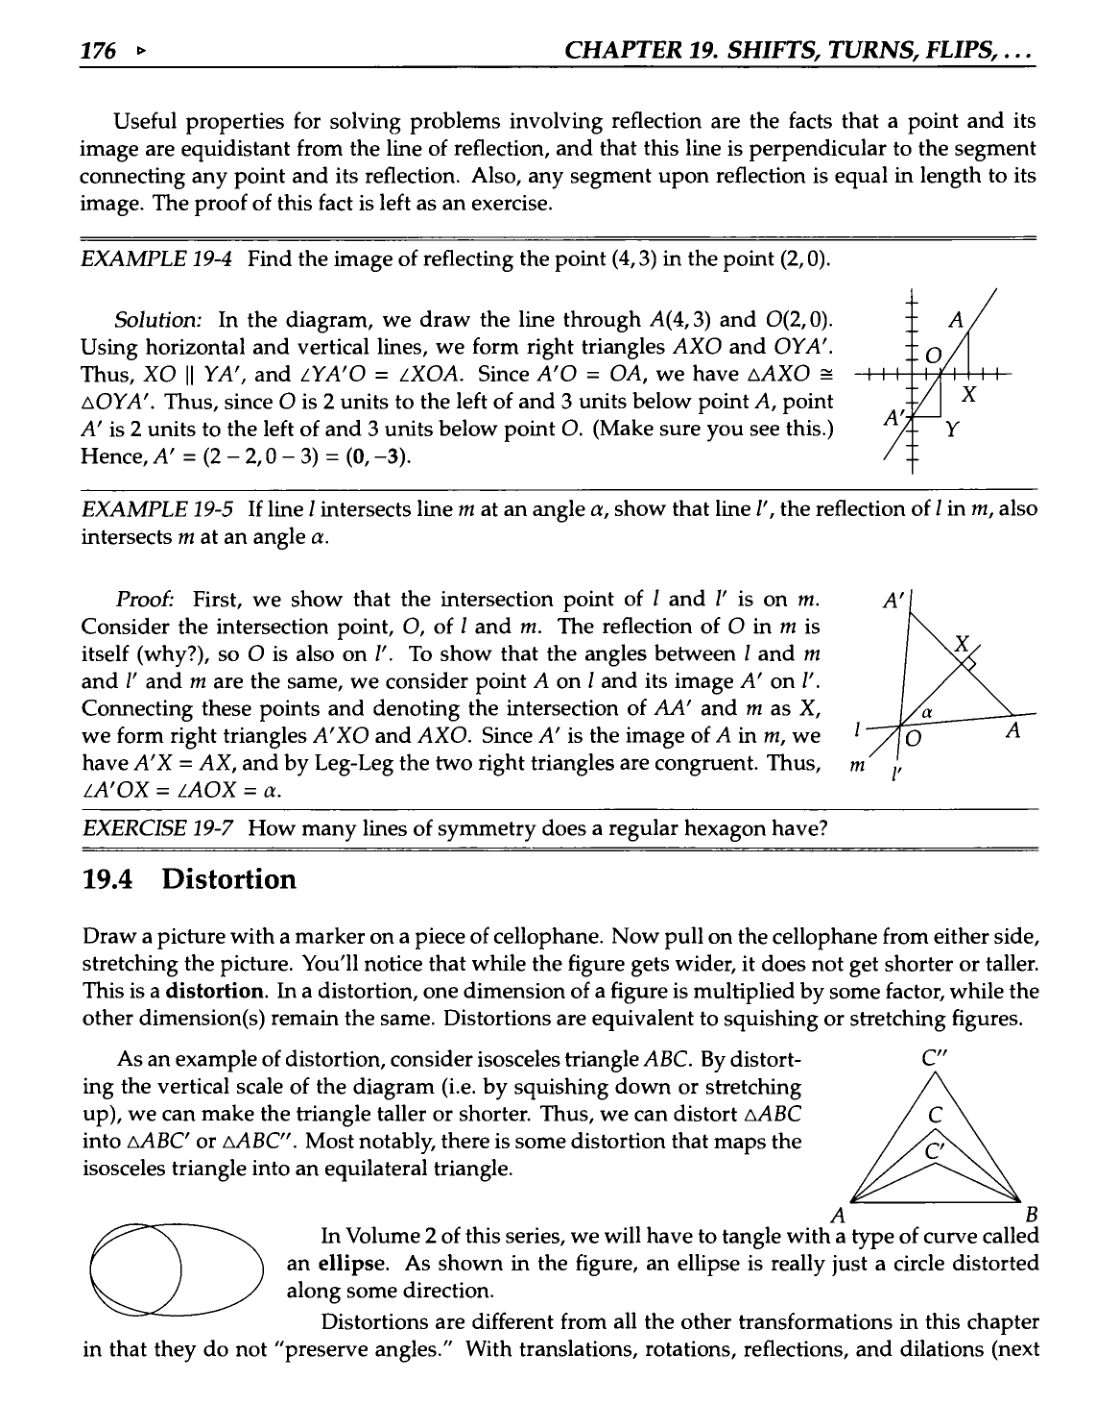 176 ▹ CHAPTER 19. SHIFTS, TURNS, FLIPS, ...
Useful properties for solving problems involving reflection are the facts that a point and its
image are equidistant from the line of reflection, and that this line is perpendicular to the segment
connecting any point and its reflection. Also, any segment upon reflection is equal in length to its
image. The proof of this fact is left as an exercise.
EXAMPLE 19-4 Find the image of reflecting the point (4, 3) in the point (2, 0).
Solution: In the diagram, we draw the line through A(4, 3) and O(2, 0).
Using horizontal and vertical lines, we form right triangles AXO and OYA′.
Thus, XO ∥ YA′, and ∠YA′O = ∠XOA. Since A′O = OA, we have △AXO ≅
△OYA′. Thus, since O is 2 units to the left of and 3 units below point A, point
A′ is 2 units to the left of and 3 units below point O. (Make sure you see this.)
Hence, A′ = (2 − 2, 0 − 3) = (0, −3).
A
O
X
A′
Y
EXAMPLE 19-5 If line l intersects line m at an angle α, show that line l′, the reflection of l in m, also
intersects m at an angle α.
Proof: First, we show that the intersection point of l and l′ is on m.
Consider the intersection point, O, of l and m. The reflection of O in m is
itself (why?), so O is also on l′. To show that the angles between l and m
and l′ and m are the same, we consider point A on l and its image A′ on l′.
Connecting these points and denoting the intersection of AA′ and m as X,
we form right triangles A′XO and AXO. Since A′ is the image of A in m, we
have A′X = AX, and by Leg-Leg the two right triangles are congruent. Thus,
∠A′OX = ∠AOX = α.
A′
X
α
l
O
A
m
l′
EXERCISE 19-7 How many lines of symmetry does a regular hexagon have?
19.4 Distortion
Draw a picture with a marker on a piece of cellophane. Now pull on the cellophane from either side,
stretching the picture. You'll notice that while the figure gets wider, it does not get shorter or taller.
This is a distortion. In a distortion, one dimension of a figure is multiplied by some factor, while the
other dimension(s) remain the same. Distortions are equivalent to squishing or stretching figures.
As an example of distortion, consider isosceles triangle ABC. By distort-
ing the vertical scale of the diagram (i.e. by squishing down or stretching
up), we can make the triangle taller or shorter. Thus, we can distort △ABC
into △ABC′ or △ABC″. Most notably, there is some distortion that maps the
isosceles triangle into an equilateral triangle.
C″
C
C′
A
B
In Volume 2 of this series, we will have to tangle with a type of curve called
an ellipse. As shown in the figure, an ellipse is really just a circle distorted
along some direction.
Distortions are different from all the other transformations in this chapter
in that they do not "preserve angles." With translations, rotations, reflections, and dilations (next